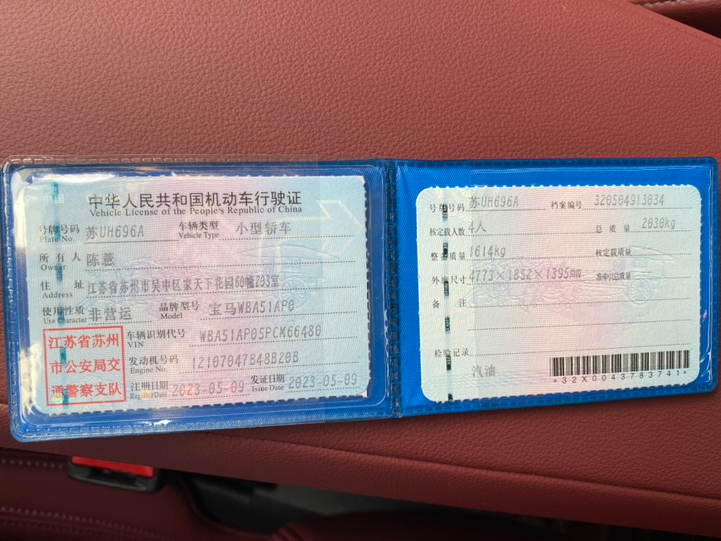 中华人民共和国机动车行驶证
Vehicle License of the People's Republic of China
号牌号码 苏UH696A 车辆类型 小型轿车
Plate No. Vehicle Type
所有人 陈薏
Owner
住址 江苏省苏州市吴中区家天下花园60幢203室
Address
使用性质 非营运 品牌型号 宝马WBA51AP0
Use Character Model
江苏省苏州
市公安局交
通警察支队
车辆识别代号 WBA51AP05PCM66480
VIN
发动机号码 12107047B48B20B
Engine No.
注册日期 2023-05-09 发证日期 2023-05-09
Register Date Issue Date
号牌号码 苏UH696A 档案编号 320504913034
核定载人数 4人 总质量 2030kg
整备质量 1614kg 核定载质量
外廓尺寸 4773×1852×1395mm 准牵引总质量
备注
检验记录
汽油
*32X0043783741*